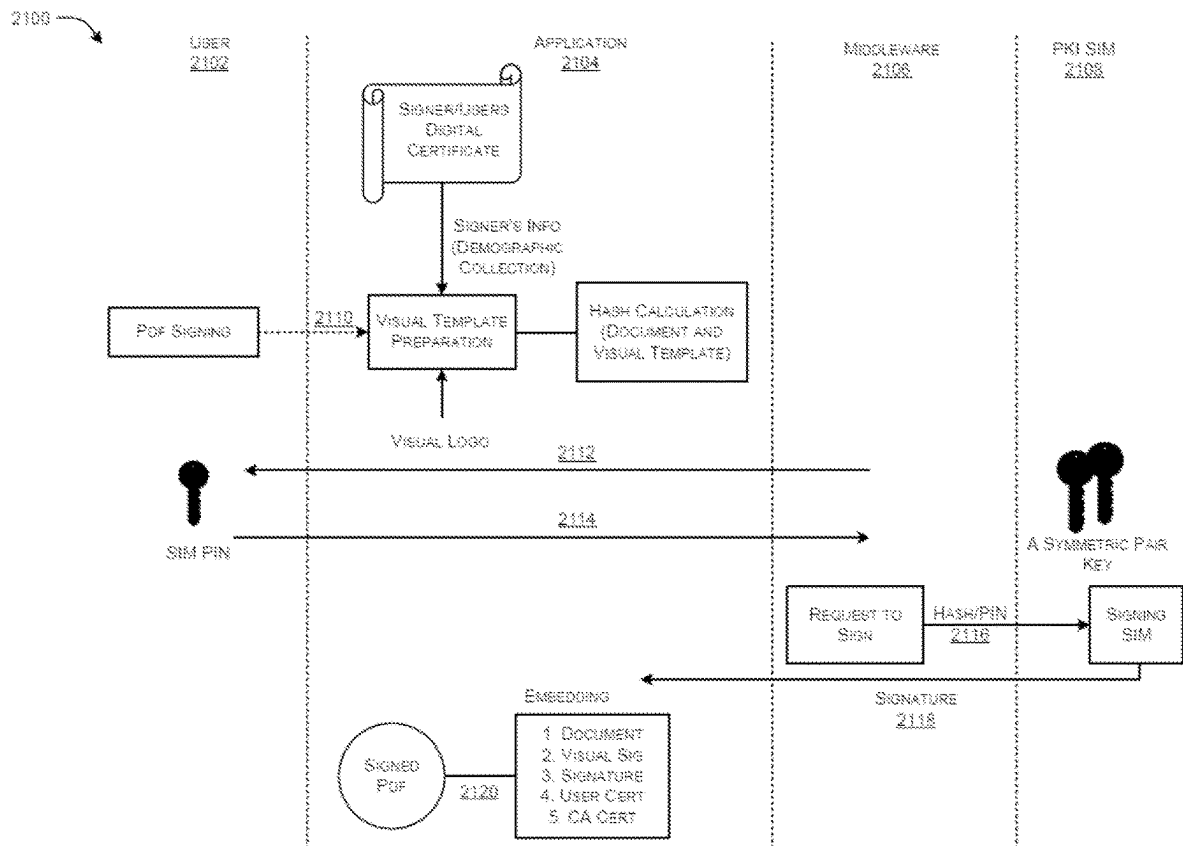 2100
USER
2102
APPLICATION
2104
MIDDLEWARE
2106
PKI SIM
2108
SIGNER/USERS
DIGITAL
CERTIFICATE
SIGNER'S INFO
(DEMOGRAPHIC
COLLECTION)
PDF SIGNING
2110
VISUAL TEMPLATE
PREPARATION
HASH CALCULATION
(DOCUMENT AND
VISUAL TEMPLATE)
VISUAL LOGO
2112
2114
SIM PIN
A SYMMETRIC PAIR
KEY
REQUEST TO
SIGN
HASH/PIN
2116
SIGNING
SIM
SIGNATURE
2118
EMBEDDING
1. DOCUMENT
2. VISUAL SIG
3. SIGNATURE
4. USER CERT
5. CA CERT
SIGNED
PDF
2120